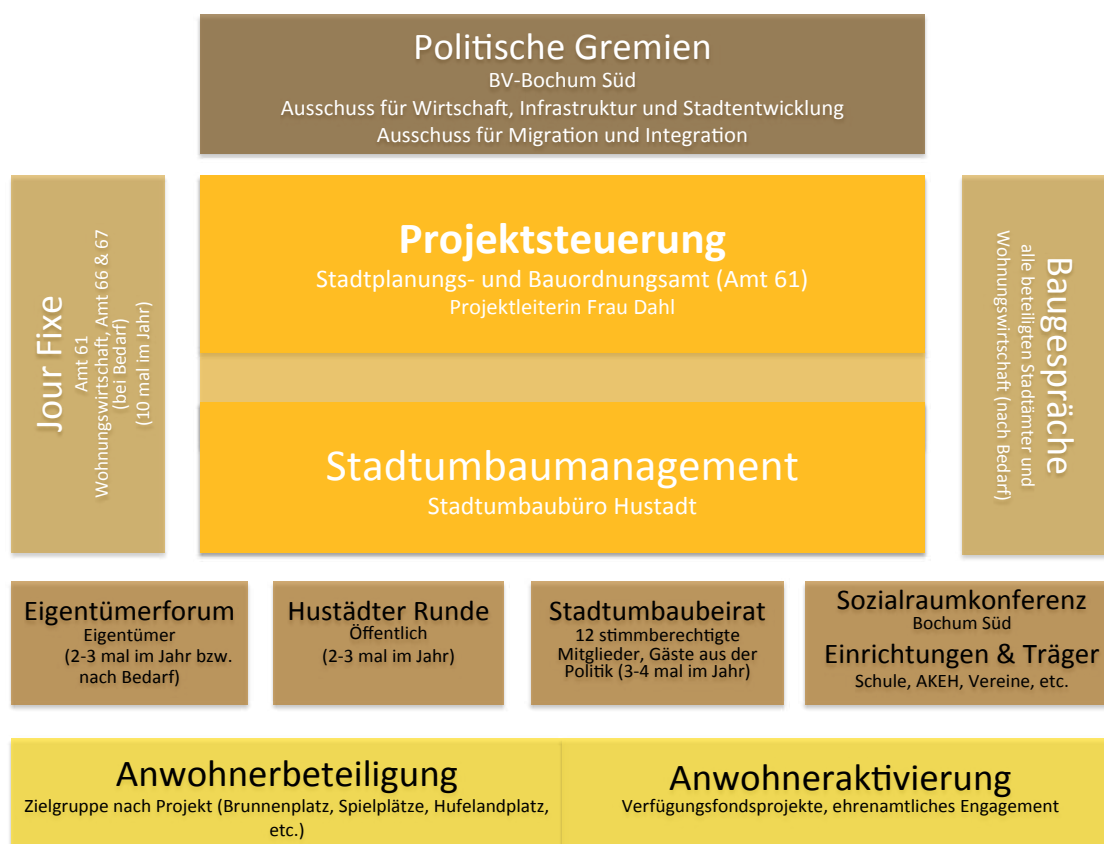 Politische Gremien
BV-Bochum Süd
Ausschuss für Wirtschaft, Infrastruktur und Stadtentwicklung
Ausschuss für Migration und Integration
Jour Fixe
Amt 61
Wohnungswirtschaft, Amt 66 & 67
(bei Bedarf)
(10 mal im Jahr)
Projektsteuerung
Stadtplanungs- und Bauordnungsamt (Amt 61)
Projektleiterin Frau Dahl
Stadtumbaumanagement
Stadtumbaubüro Hustadt
Baugespräche
alle beteiligten Stadtämter und
Wohnungswirtschaft (nach Bedarf)
Eigentümerforum
Eigentümer
(2-3 mal im Jahr bzw.
nach Bedarf)
Hustädter Runde
Öffentlich
(2-3 mal im Jahr)
Stadtumbaubeirat
12 stimmberechtigte
Mitglieder, Gäste aus der
Politik (3-4 mal im Jahr)
Sozialraumkonferenz
Bochum Süd
Einrichtungen & Träger
Schule, AKEH, Vereine, etc.
Anwohnerbeteiligung
Zielgruppe nach Projekt (Brunnenplatz, Spielplätze, Hufelandplatz,
etc.)
Anwohneraktivierung
Verfügungsfondsprojekte, ehrenamtliches Engagement